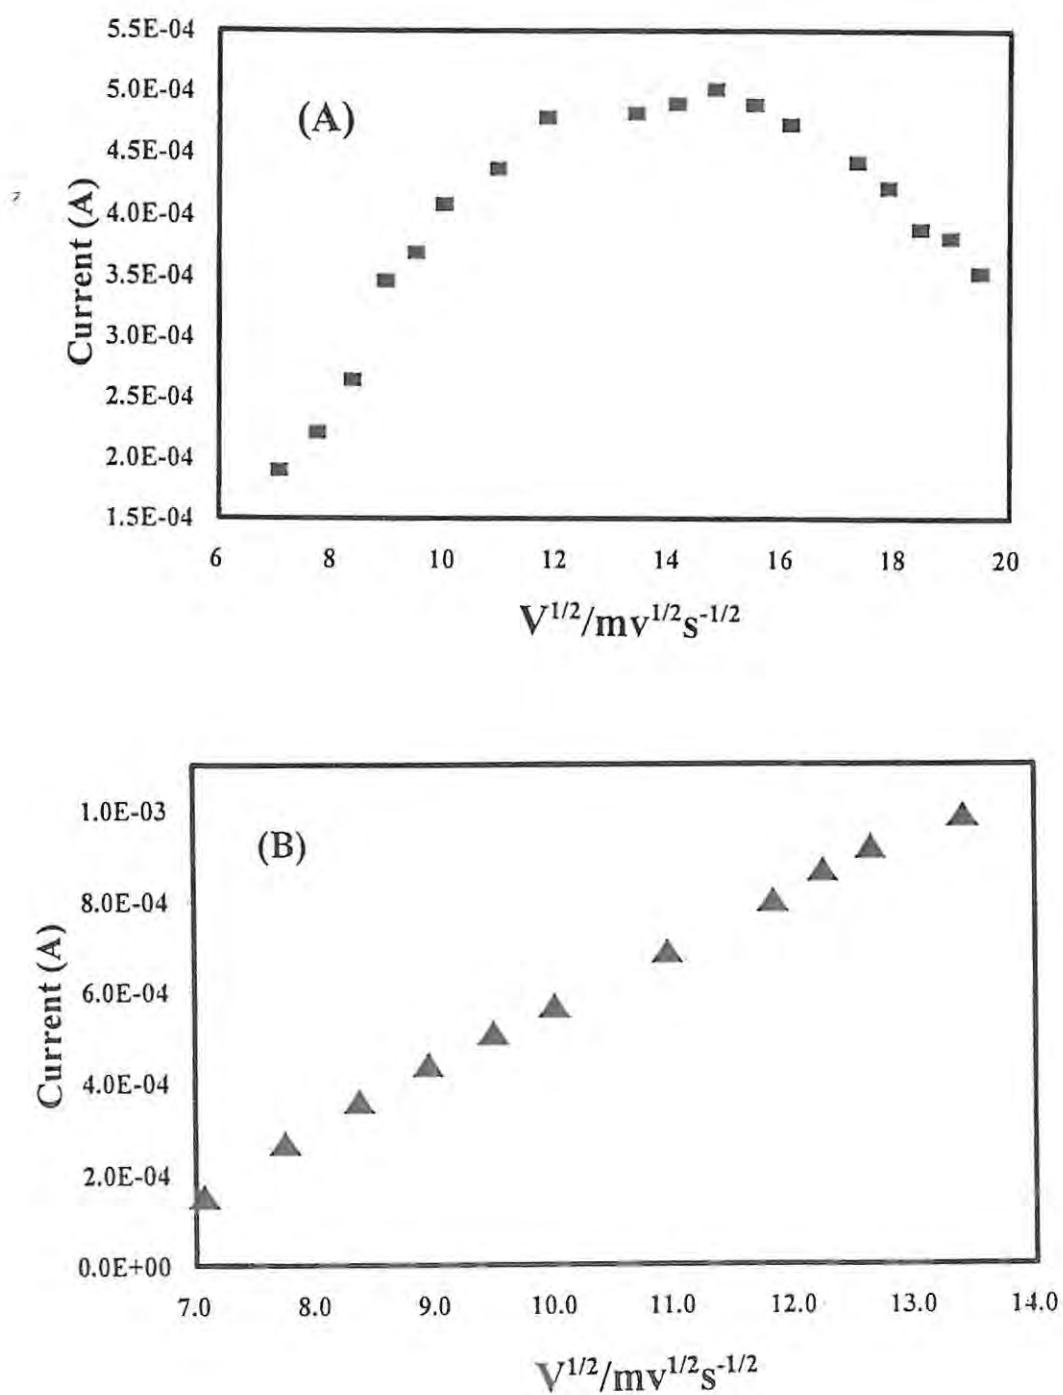 5.5E-04
5.0E-04
4.5E-04
4.0E-04
3.5E-04
3.0E-04
2.5E-04
2.0E-04
1.5E-04
Current (A)
(A)
6 8 10 12 14 16 18 20
V1/2/mv1/2s-1/2
1.0E-03
8.0E-04
6.0E-04
4.0E-04
2.0E-04
0.0E+00
Current (A)
(B)
7.0 8.0 9.0 10.0 11.0 12.0 13.0 14.0
V1/2/mv1/2s-1/2